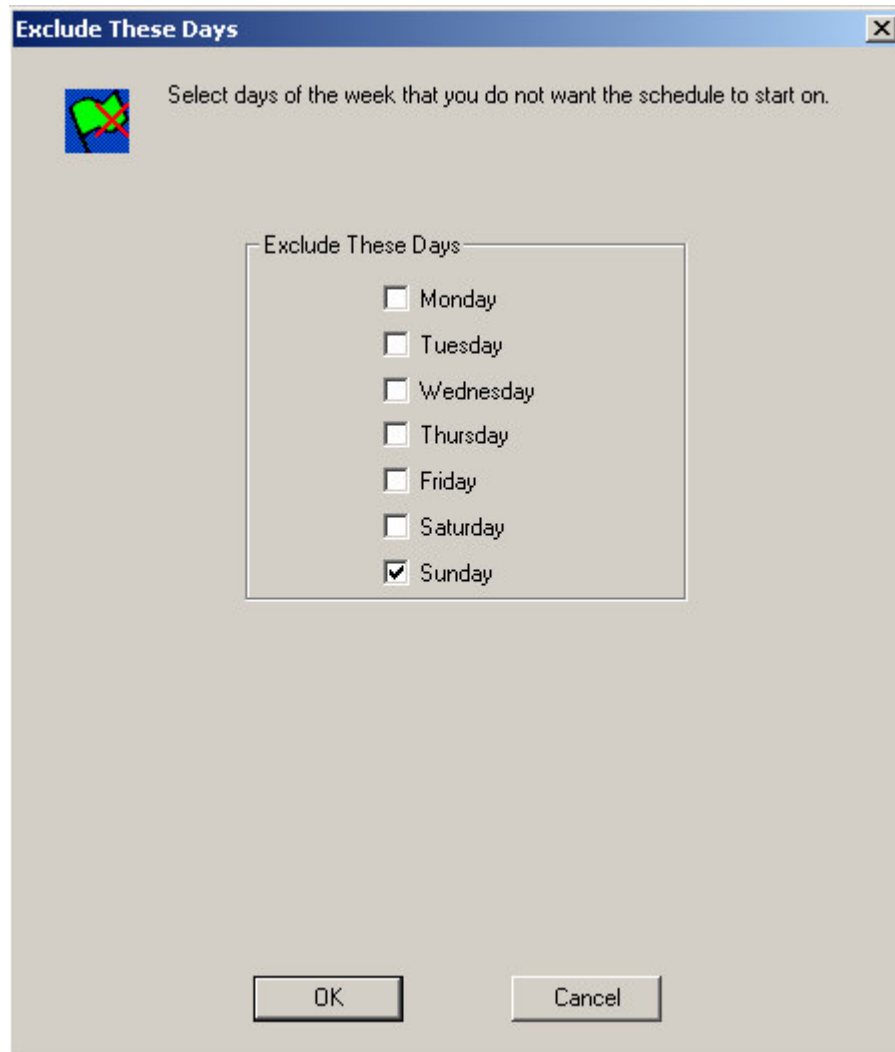 Exclude These Days
Select days of the week that you do not want the schedule to start on.
Exclude These Days
Monday
Tuesday
Wednesday
Thursday
Friday
Saturday
Sunday
OK Cancel